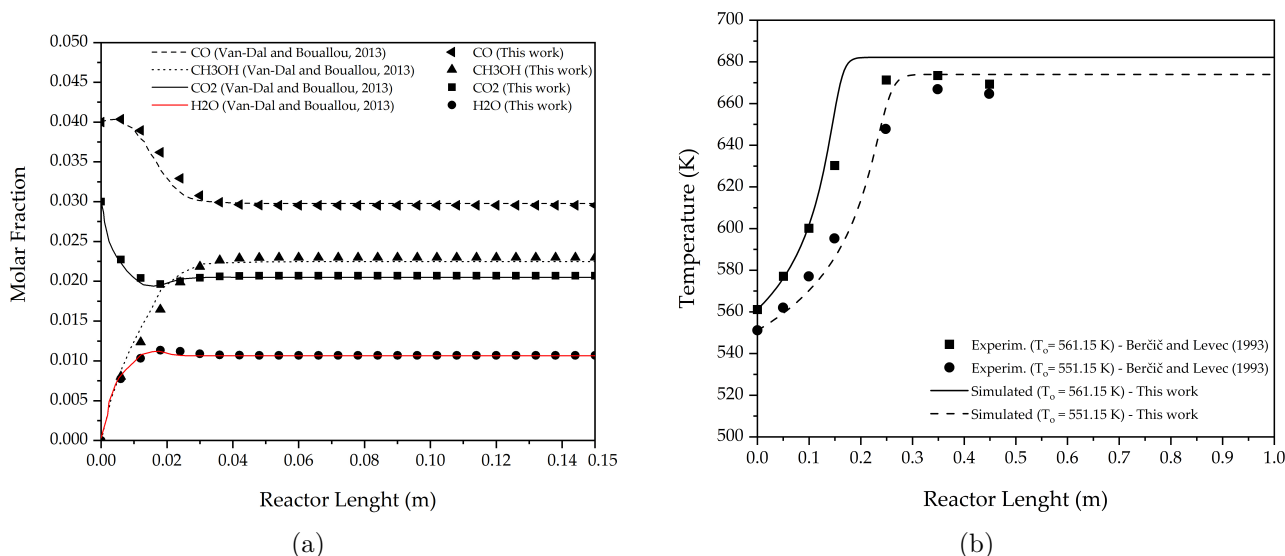 0.050
0.045
0.040
0.035
0.030
0.025
0.020
0.015
0.010
0.005
0.000
Molar Fraction
CO (Van-Dal and Bouallou, 2013)
CH3OH (Van-Dal and Bouallou, 2013)
CO2 (Van-Dal and Bouallou, 2013)
H2O (Van-Dal and Bouallou, 2013)
CO (This work)
CH3OH (This work)
CO2 (This work)
H2O (This work)
0.00 0.02 0.04 0.06 0.08 0.10 0.12 0.14 0.15
Reactor Lenght (m)
(a)
700
680
660
640
620
600
580
560
540
520
500
Temperature (K)
Experim. (To= 561.15 K) - Berčič and Levec (1993)
Experim. (To= 551.15 K) - Berčič and Levec (1993)
Simulated (To = 561.15 K) - This work
Simulated (To = 551.15 K) - This work
0.0 0.1 0.2 0.3 0.4 0.5 0.6 0.7 0.8 0.9 1.0
Reactor Lenght (m)
(b)